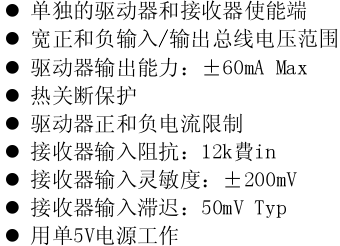 ● 单独的驱动器和接收器使能端
● 宽正和负输入/输出总线电压范围
● 驱动器输出能力：±60mA Max
● 热关断保护
● 驱动器正和负电流限制
● 接收器输入阻抗：12k費in
● 接收器输入灵敏度：±200mV
● 接收器输入滞迟：50mV Typ
● 用单5V电源工作